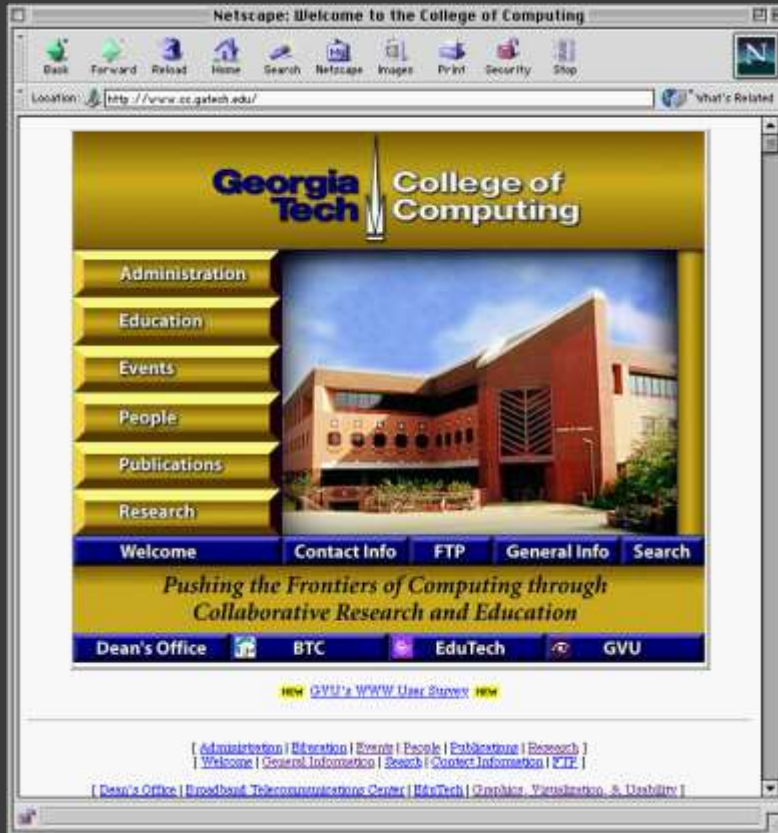 Netscape: Welcome to the College of Computing
Back Forward Reload Home Search Netscape Images Print Security Stop
N
Location: http://www.cc.gatech.edu/ What's Related
Georgia Tech College of Computing
Administration
Education
Events
People
Publications
Research
Welcome Contact Info FTP General Info Search
Pushing the Frontiers of Computing through
Collaborative Research and Education
Dean's Office BTC EduTech GVU
NEW GVU's WWW User Survey NEW
[ Administration | Education | Events | People | Publications | Research ]
[ Welcome | General Information | Search | Contact Information | FTP ]
[ Dean's Office | Broadband Telecommunications Center | EduTech | Graphics, Visualization, & Usability ]